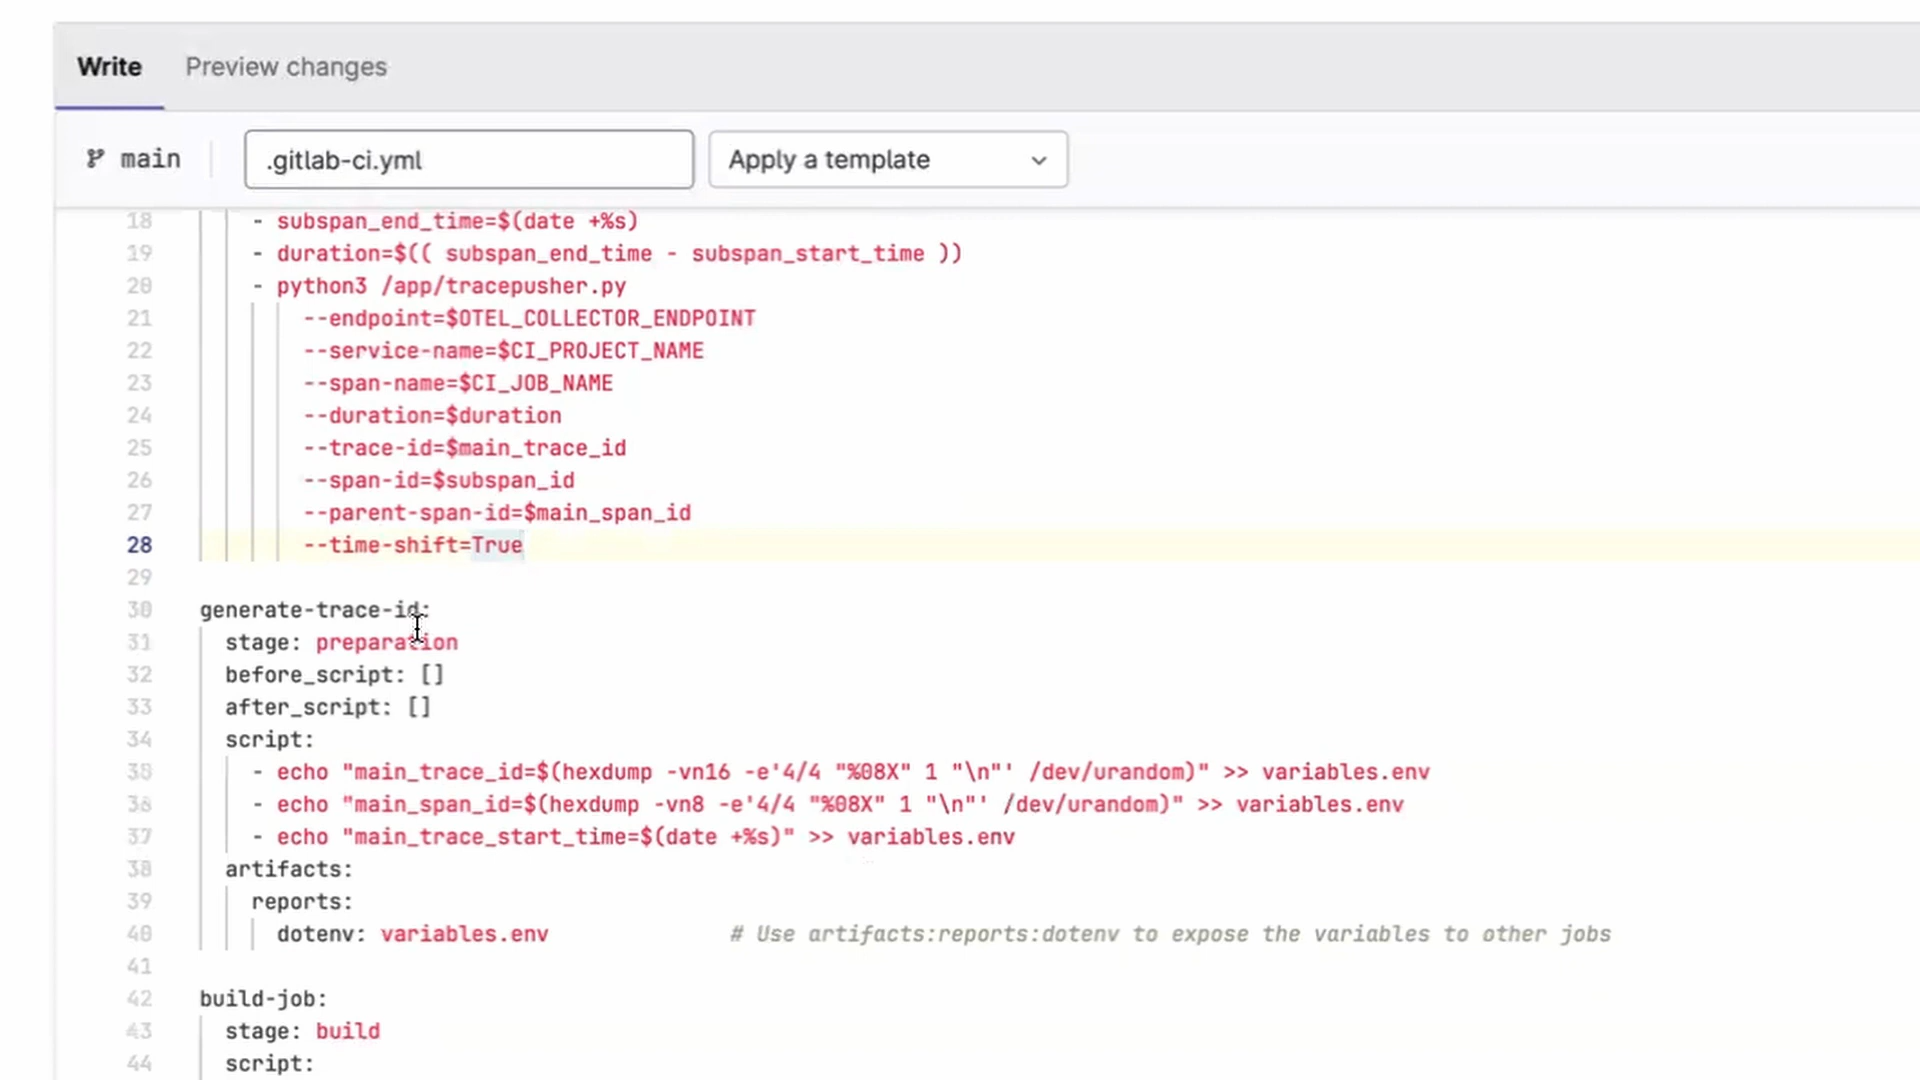 Write Preview changes
main .gitlab-ci.yml Apply a template
18 - subspan_end_time=$(date +%s)
19 - duration=$(( subspan_end_time - subspan_start_time ))
20 - python3 /app/tracepusher.py
21 --endpoint=$OTEL_COLLECTOR_ENDPOINT
22 --service-name=$CI_PROJECT_NAME
23 --span-name=$CI_JOB_NAME
24 --duration=$duration
25 --trace-id=$main_trace_id
26 --span-id=$subspan_id
27 --parent-span-id=$main_span_id
28 --time-shift=True
29
30 generate-trace-id:
31 stage: preparation
32 before_script: []
33 after_script: []
34 script:
35 - echo "main_trace_id=$(hexdump -vn16 -e'4/4 "%08X" 1 "\n"' /dev/urandom)" >> variables.env
36 - echo "main_span_id=$(hexdump -vn8 -e'4/4 "%08X" 1 "\n"' /dev/urandom)" >> variables.env
37 - echo "main_trace_start_time=$(date +%s)" >> variables.env
38 artifacts:
39 reports:
40 dotenv: variables.env # Use artifacts:reports:dotenv to expose the variables to other jobs
41
42 build-job:
43 stage: build
44 script: